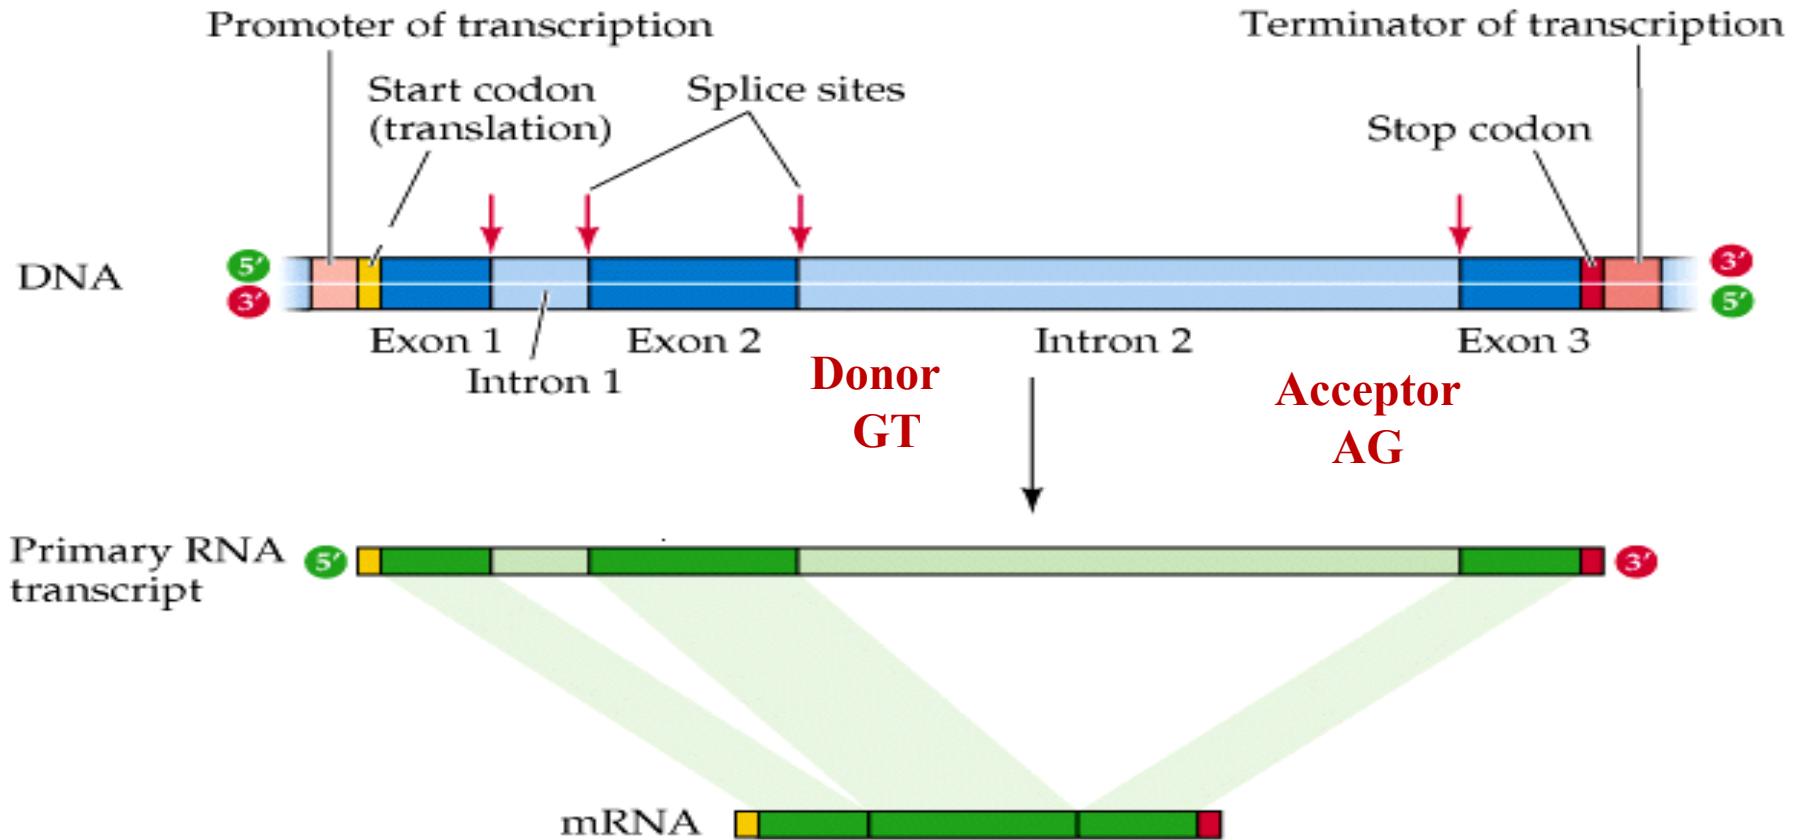 Promoter of transcription
Terminator of transcription
Start codon
(translation)
Splice sites
Stop codon
DNA
5′
3′
3′
5′
Exon 1
Intron 1
Exon 2
Intron 2
Exon 3
Donor
GT
Acceptor
AG
Primary RNA
transcript
5′
3′
mRNA